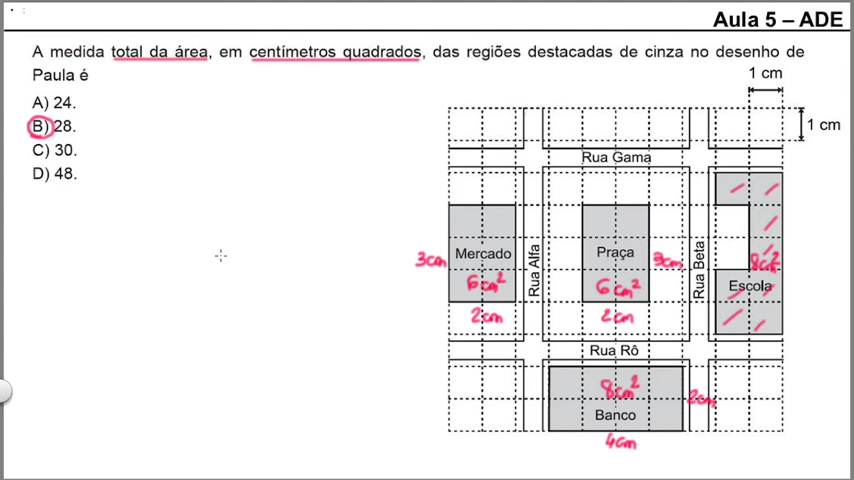 Aula 5 – ADE
A medida total da área, em centímetros quadrados, das regiões destacadas de cinza no desenho de
Paula é
1 cm
A) 24.
B) 28.
1 cm
C) 30.
Rua Gama
D) 48.
3cm
Mercado
6cm²
2cm
Rua Alfa
Praça
6cm²
3cm
2cm
Rua Beta
8cm²
Escola
Rua Rô
8cm²
Banco
2cm
4cm